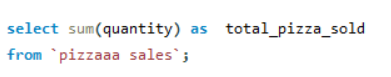 select sum(quantity) as  total_pizza_sold
from `pizzaaa sales`;